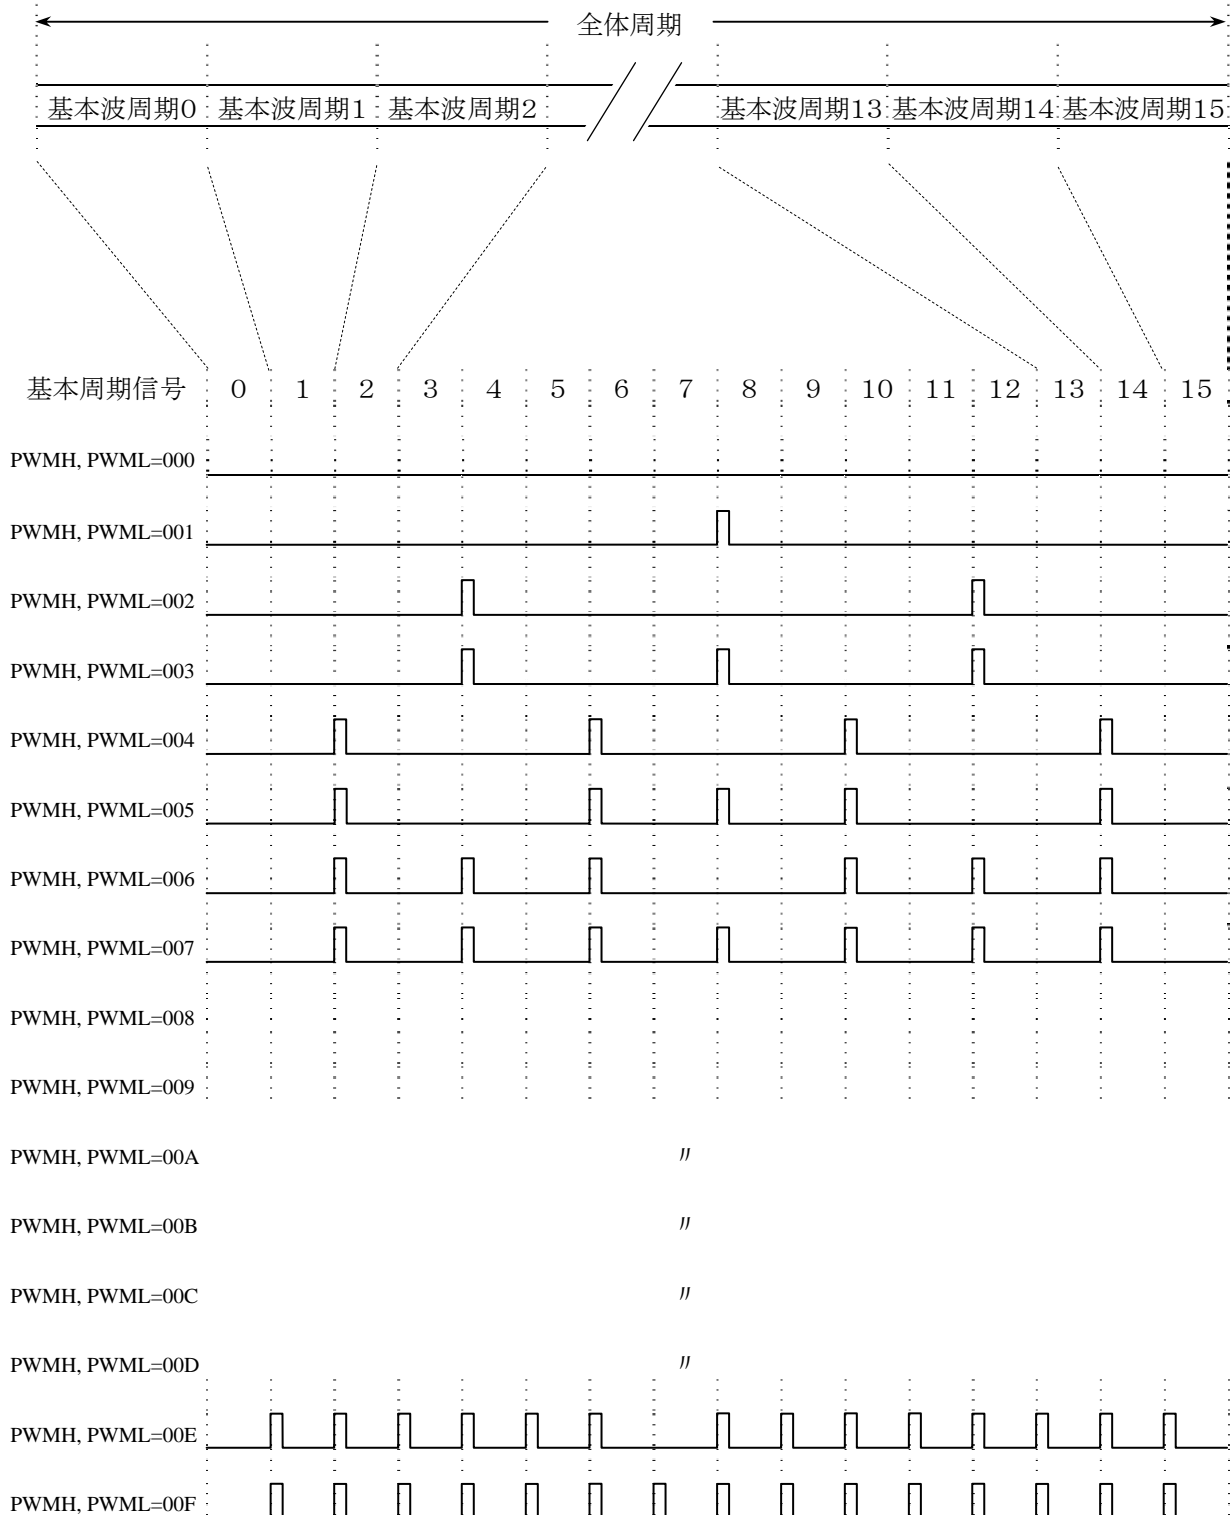 全体周期
基本波周期0 基本波周期1 基本波周期2 基本波周期13 基本波周期14 基本波周期15
基本周期信号 0 1 2 3 4 5 6 7 8 9 10 11 12 13 14 15
PWMH, PWML=000
PWMH, PWML=001
PWMH, PWML=002
PWMH, PWML=003
PWMH, PWML=004
PWMH, PWML=005
PWMH, PWML=006
PWMH, PWML=007
PWMH, PWML=008
PWMH, PWML=009
PWMH, PWML=00A 〃
PWMH, PWML=00B 〃
PWMH, PWML=00C 〃
PWMH, PWML=00D 〃
PWMH, PWML=00E
PWMH, PWML=00F